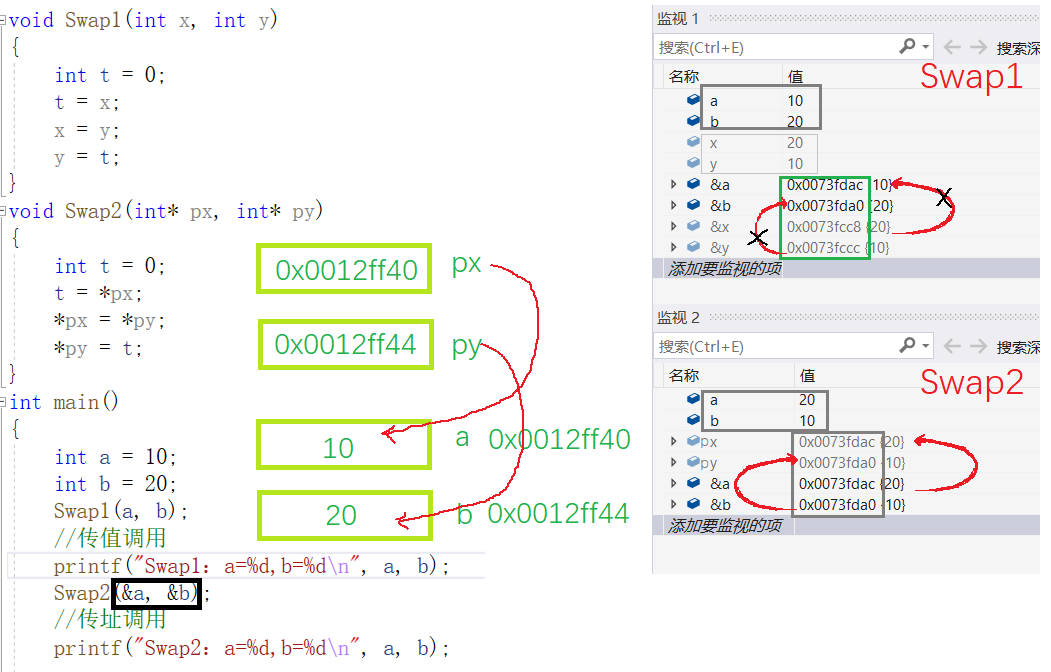 void Swap1(int x, int y)
{
int t = 0;
t = x;
x = y;
y = t;
}
void Swap2(int* px, int* py)
{
int t = 0;
t = *px;
*px = *py;
*py = t;
}
int main()
{
int a = 10;
int b = 20;
Swap1(a, b);
//传值调用
printf("Swap1：a=%d,b=%d\n", a, b);
Swap2(&a, &b);
//传址调用
printf("Swap2：a=%d,b=%d\n", a, b);
0x0012ff40 px
0x0012ff44 py
10 a 0x0012ff40
20 b 0x0012ff44
监视 1
搜索(Ctrl+E) 搜索深
名称 值
Swap1
a 10
b 20
x 20
y 10
&a 0x0073fdac {10}
&b 0x0073fda0 {20}
&x 0x0073fcc8 {20}
&y 0x0073fccc {10}
添加要监视的项
监视 2
搜索(Ctrl+E) 搜索深
名称 值
Swap2
a 20
b 10
px 0x0073fdac {20}
py 0x0073fda0 {10}
&a 0x0073fdac {20}
&b 0x0073fda0 {10}
添加要监视的项